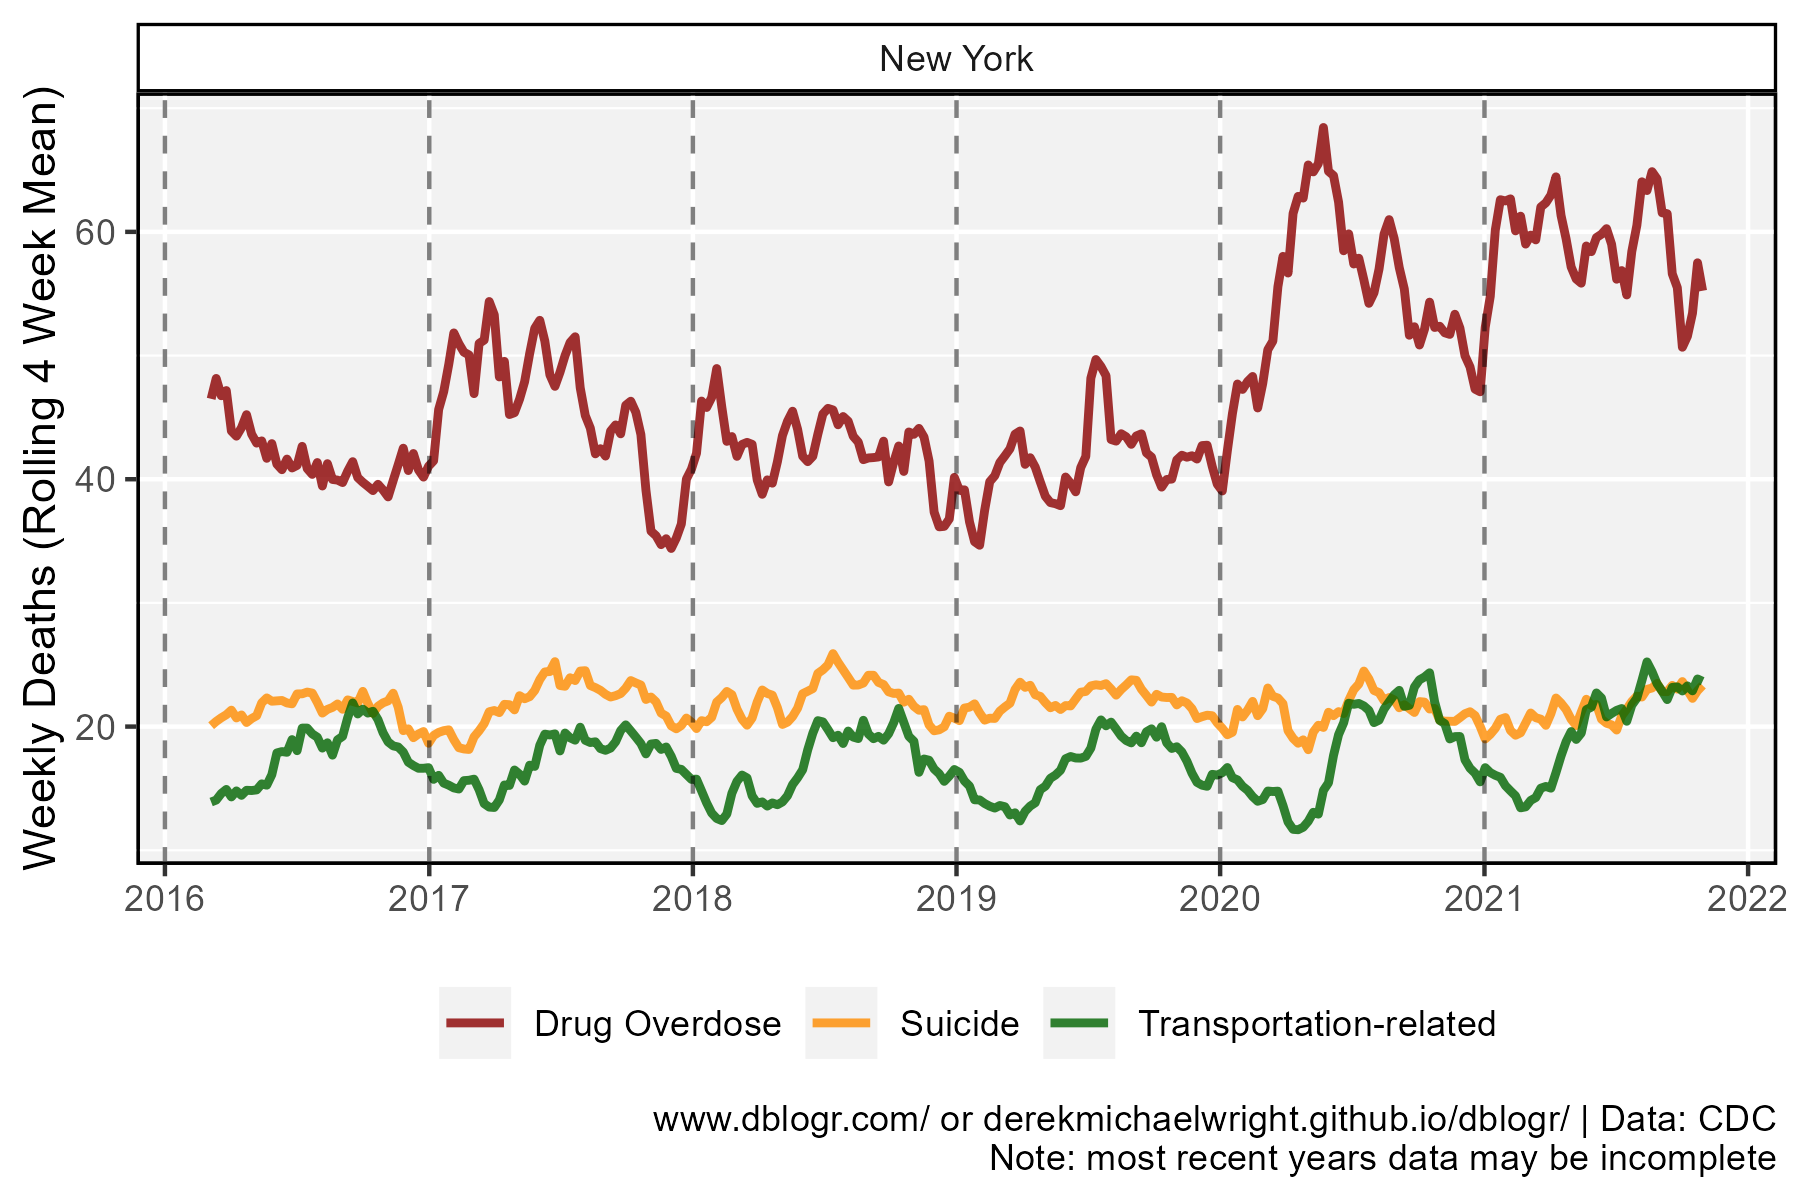 New York
Weekly Deaths (Rolling 4 Week Mean)
60
40
20
2016 2017 2018 2019 2020 2021 2022
Drug Overdose Suicide Transportation-related
www.dblogr.com/ or derekmichaelwright.github.io/dblogr/ | Data: CDC
Note: most recent years data may be incomplete